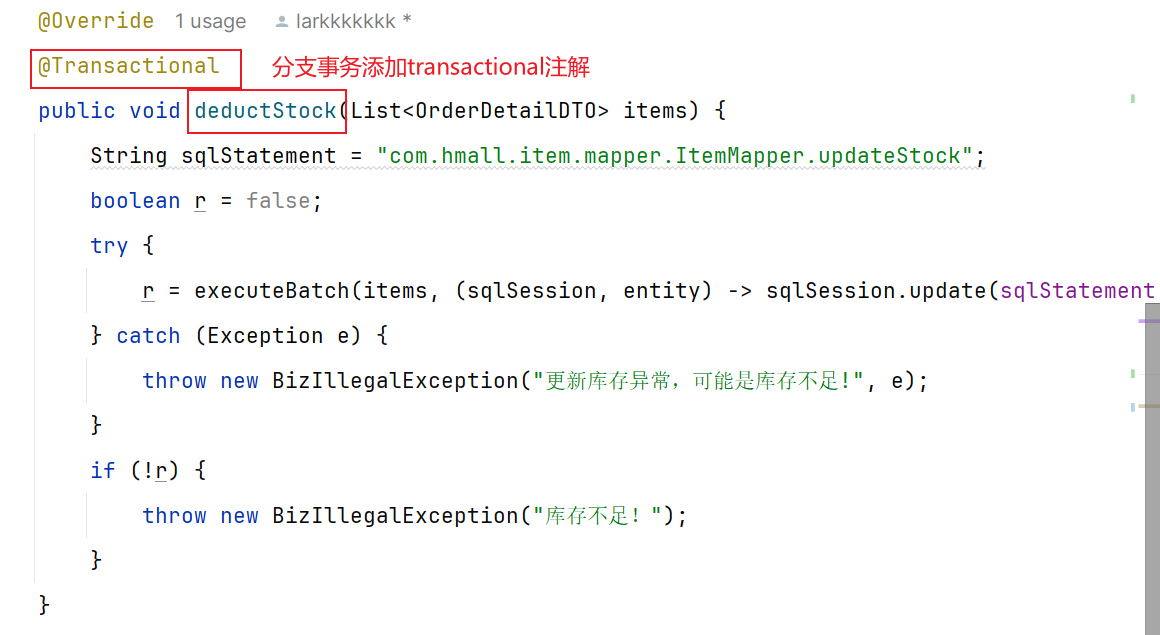 @Override 1 usage larkkkkkkk *
@Transactional 分支事务添加transactional注解
public void deductStock(List<OrderDetailDTO> items) {
String sqlStatement = "com.hmall.item.mapper.ItemMapper.updateStock";
boolean r = false;
try {
r = executeBatch(items, (sqlSession, entity) -> sqlSession.update(sqlStatement
} catch (Exception e) {
throw new BizIllegalException("更新库存异常，可能是库存不足!", e);
}
if (!r) {
throw new BizIllegalException("库存不足！");
}
}